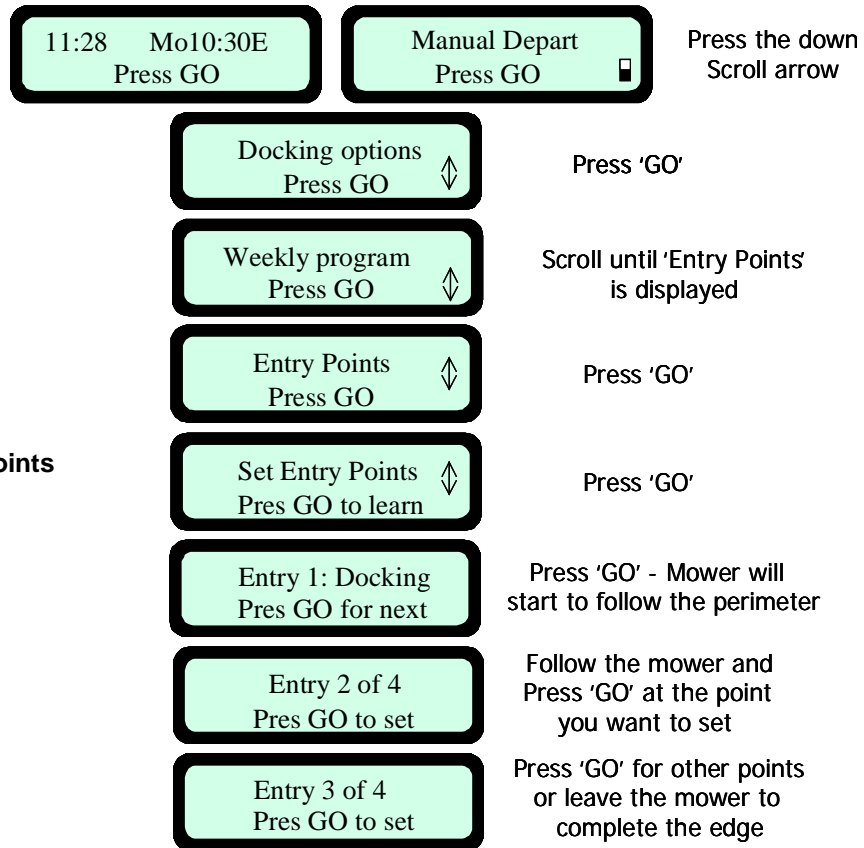 11:28 Mo10:30E
Press GO
Manual Depart
Press GO
Press the down
Scroll arrow
Docking options
Press GO
Press 'GO'
Weekly program
Press GO
Scroll until 'Entry Points'
is displayed
Entry Points
Press GO
Press 'GO'
oints
Set Entry Points
Pres GO to learn
Press 'GO'
Entry 1: Docking
Pres GO for next
Press 'GO' - Mower will
start to follow the perimeter
Entry 2 of 4
Pres GO to set
Follow the mower and
Press 'GO' at the point
you want to set
Entry 3 of 4
Pres GO to set
Press 'GO' for other points
or leave the mower to
complete the edge